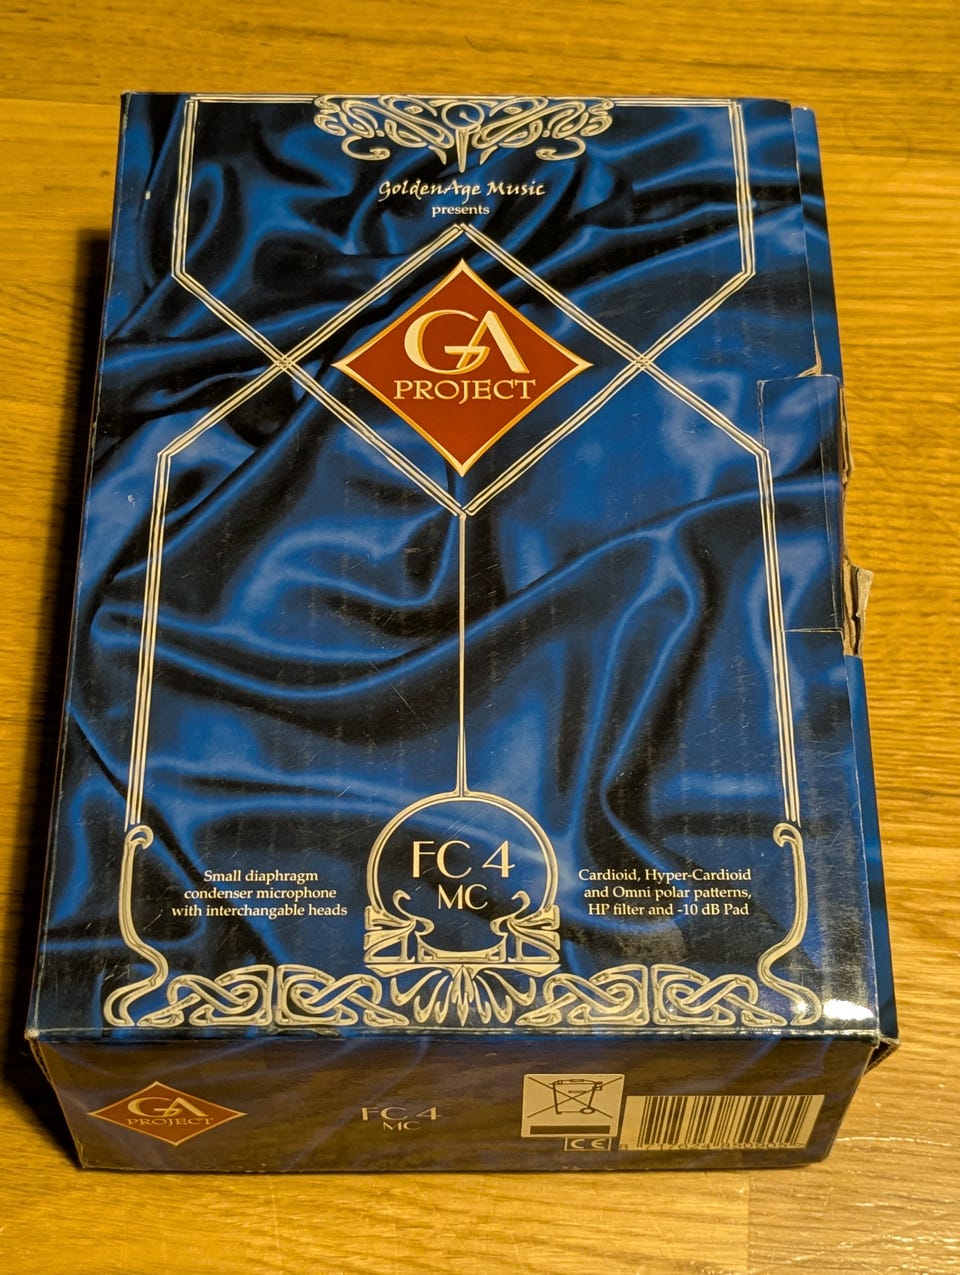 GoldenAge Music
presents
GA
PROJECT
FC 4
MC
Small diaphragm
condenser microphone
with interchangable heads
Cardioid, Hyper-Cardioid
and Omni polar patterns,
HP filter and -10 dB Pad
GA
PROJECT
FC 4
MC
CE